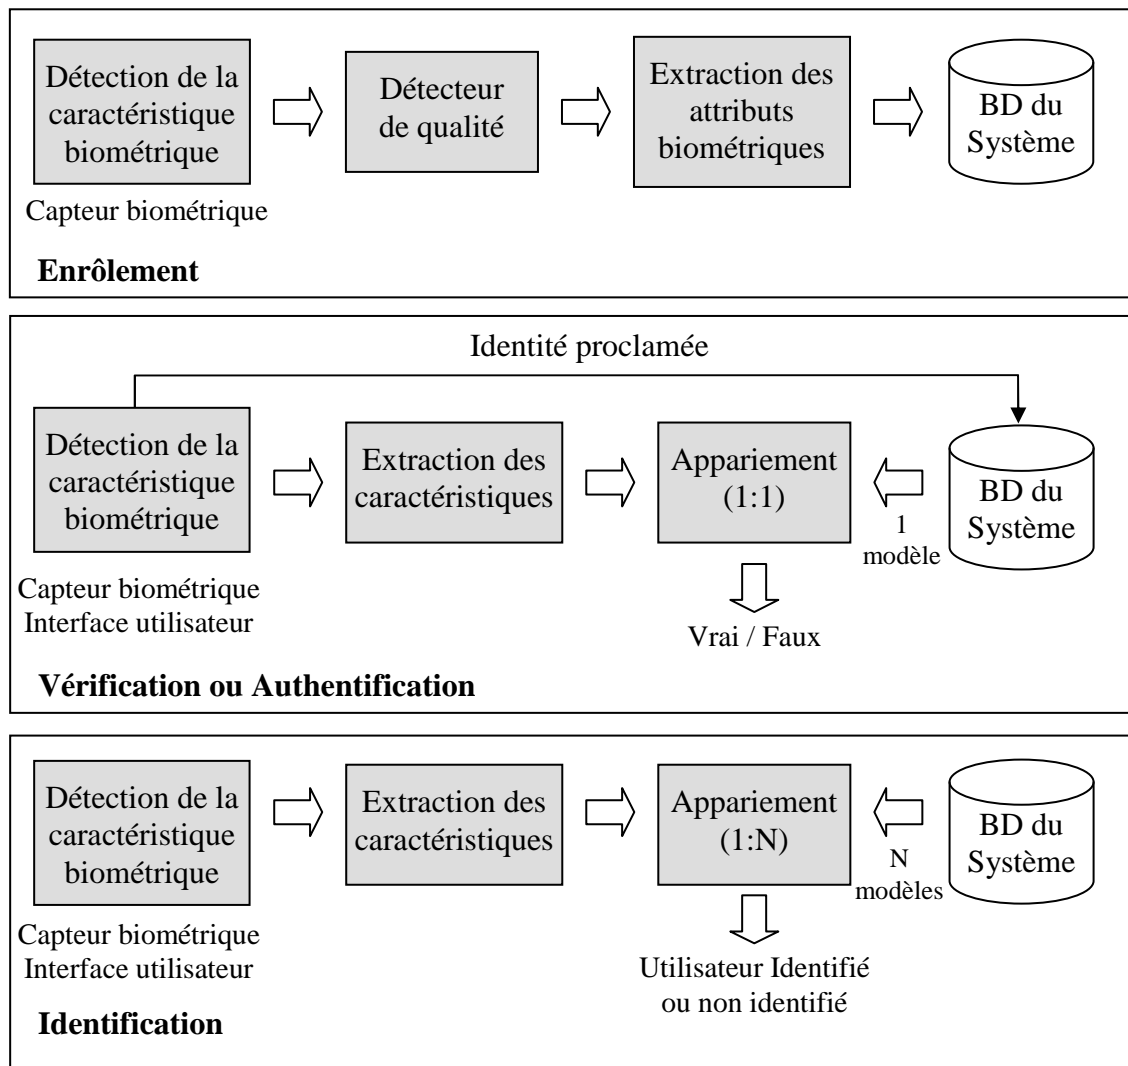 Détection de la
caractéristique
biométrique
Détecteur
de qualité
Extraction des
attributs
biométriques
BD du
Système
Capteur biométrique
Enrôlement
Identité proclamée
Détection de la
caractéristique
biométrique
Extraction des
caractéristiques
Appariement
(1:1)
1
modèle
BD du
Système
Capteur biométrique
Interface utilisateur
Vrai / Faux
Vérification ou Authentification
Détection de la
caractéristique
biométrique
Extraction des
caractéristiques
Appariement
(1:N)
N
modèles
BD du
Système
Capteur biométrique
Interface utilisateur
Utilisateur Identifié
ou non identifié
Identification